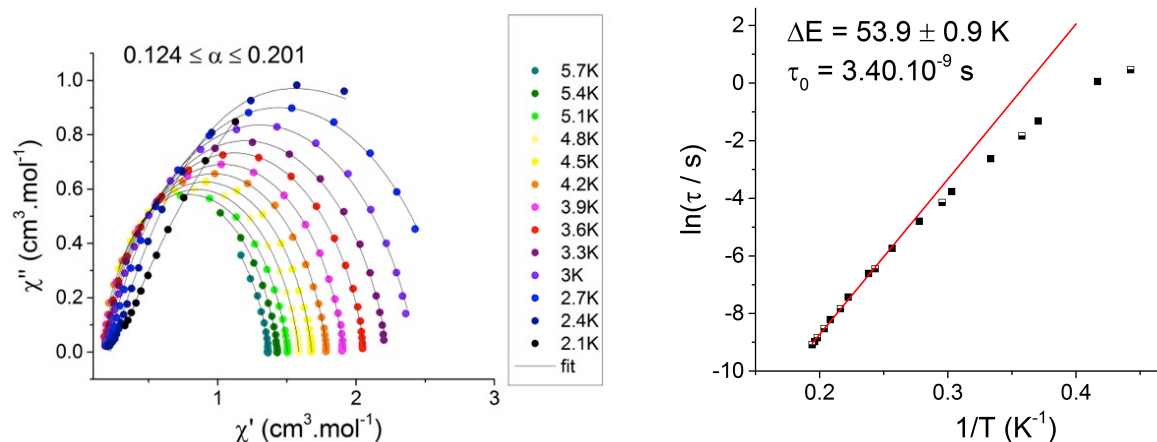 0.124 ≤ α ≤ 0.201
1.0
0.8
0.6
0.4
0.2
0.0
χ'' (cm³.mol⁻¹)
1
2
3
χ' (cm³.mol⁻¹)
5.7K
5.4K
5.1K
4.8K
4.5K
4.2K
3.9K
3.6K
3.3K
3K
2.7K
2.4K
2.1K
fit
ΔE = 53.9 ± 0.9 K
τ₀ = 3.40.10⁻⁹ s
2
0
-2
-4
-6
-8
-10
ln(τ / s)
0.2
0.3
0.4
1/T (K⁻¹)